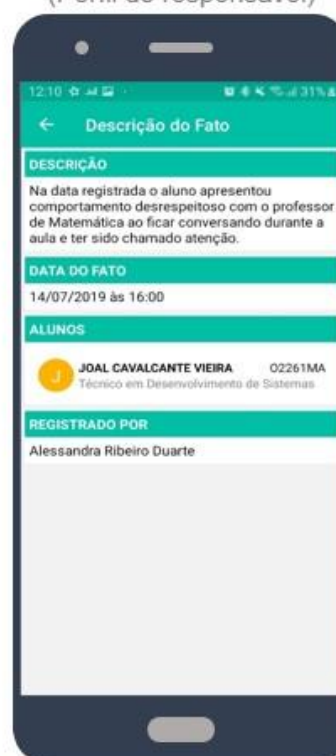 (Perfil do responsável)
12:10
31%
← Descrição do Fato
DESCRIÇÃO
Na data registrada o aluno apresentou
comportamento desrespeitoso com o professor
de Matemática ao ficar conversando durante a
aula e ter sido chamado atenção.
DATA DO FATO
14/07/2019 às 16:00
ALUNOS
J
JOAL CAVALCANTE VIEIRA 02261MA
Técnico em Desenvolvimento de Sistemas
REGISTRADO POR
Alessandra Ribeiro Duarte